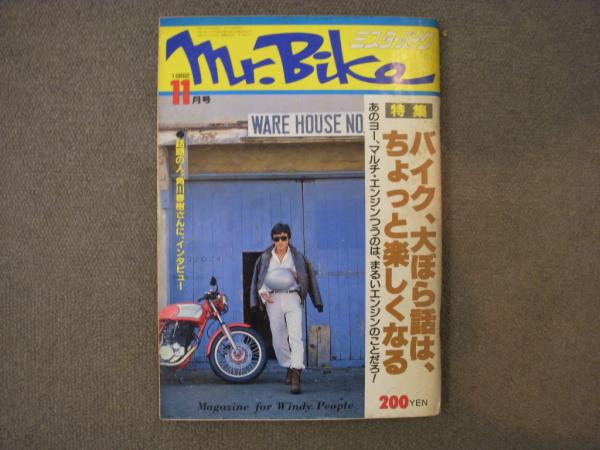 ミスターバイク
Mr. Bike
1982
11月号
WARE HOUSE NO.
特集
バイク、大ぼら話は、
ちょっと楽しくなる
あのヨー、マルチ・エンジンつうのは、まるいエンジンのことだろ！
●話題の人、角川春樹さんに、インタビュー
200YEN
Magazine for Windy People